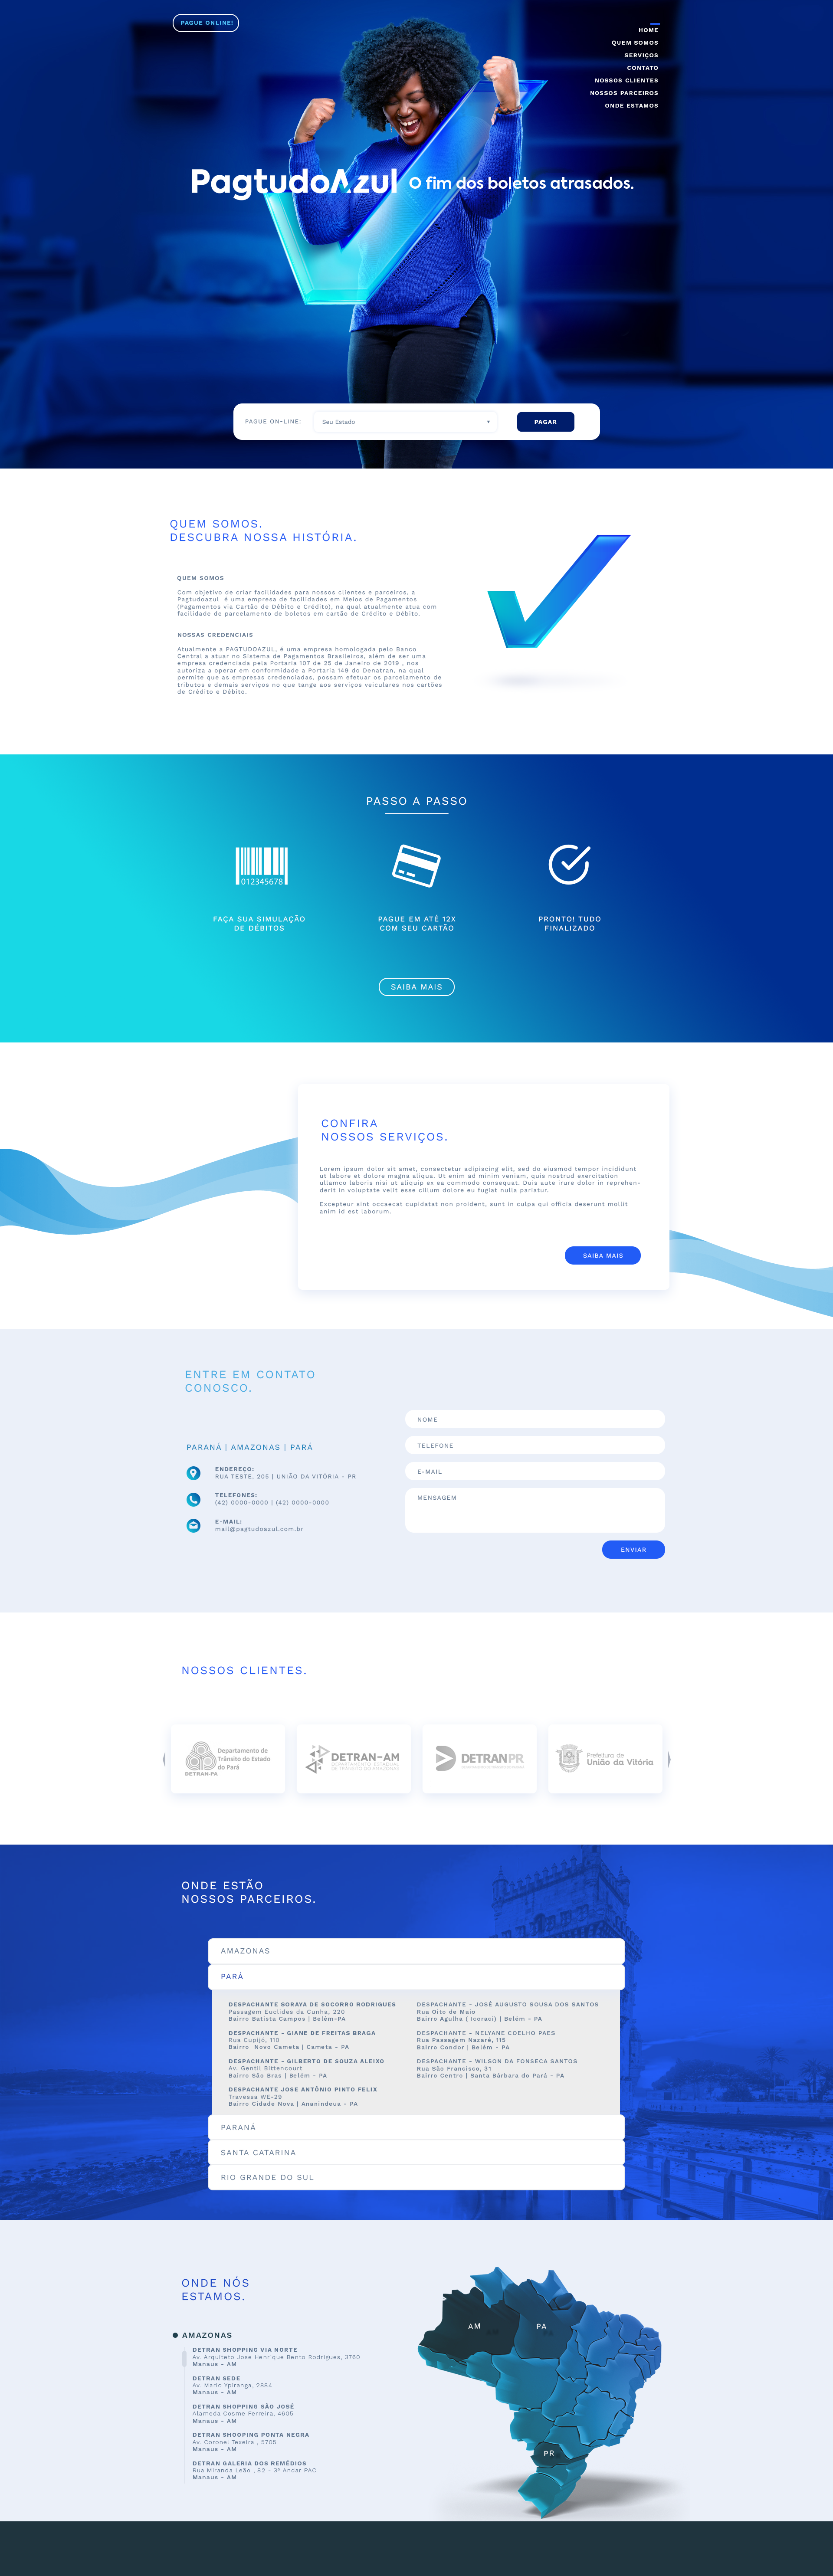 PAGUE ONLINE!
HOME
QUEM SOMOS
SERVIÇOS
CONTATO
NOSSOS CLIENTES
NOSSOS PARCEIROS
ONDE ESTAMOS
PagtudoAzul O fim dos boletos atrasados.
PAGUE ON-LINE: Seu Estado PAGAR
QUEM SOMOS.
DESCUBRA NOSSA HISTÓRIA.
QUEM SOMOS
Com objetivo de criar facilidades para nossos clientes e parceiros, a
Pagtudoazul é uma empresa de facilidades em Meios de Pagamentos
(Pagamentos via Cartão de Débito e Crédito), na qual atualmente atua com
facilidade de parcelamento de boletos em cartão de Crédito e Débito.
NOSSAS CREDENCIAIS
Atualmente a PAGTUDOAZUL, é uma empresa homologada pelo Banco
Central a atuar no Sistema de Pagamentos Brasileiros, além de ser uma
empresa credenciada pela Portaria 107 de 25 de Janeiro de 2019 , nos
autoriza a operar em conformidade a Portaria 149 do Denatran, na qual
permite que as empresas credenciadas, possam efetuar os parcelamento de
tributos e demais serviços no que tange aos serviços veiculares nos cartões
de Crédito e Débito.
PASSO A PASSO
012345678
FAÇA SUA SIMULAÇÃO
DE DÉBITOS
PAGUE EM ATÉ 12X
COM SEU CARTÃO
PRONTO! TUDO
FINALIZADO
SAIBA MAIS
CONFIRA
NOSSOS SERVIÇOS.
Lorem ipsum dolor sit amet, consectetur adipiscing elit, sed do eiusmod tempor incididunt
ut labore et dolore magna aliqua. Ut enim ad minim veniam, quis nostrud exercitation
ullamco laboris nisi ut aliquip ex ea commodo consequat. Duis aute irure dolor in reprehen-
derit in voluptate velit esse cillum dolore eu fugiat nulla pariatur.
Excepteur sint occaecat cupidatat non proident, sunt in culpa qui officia deserunt mollit
anim id est laborum.
SAIBA MAIS
ENTRE EM CONTATO
CONOSCO.
PARANÁ | AMAZONAS | PARÁ
ENDEREÇO:
RUA TESTE, 205 | UNIÃO DA VITÓRIA - PR
TELEFONES:
(42) 0000-0000 | (42) 0000-0000
E-MAIL:
mail@pagtudoazul.com.br
NOME
TELEFONE
E-MAIL
MENSAGEM
ENVIAR
NOSSOS CLIENTES.
DETRAN-PA
Departamento de
Trânsito do Estado
do Pará
DETRAN-AM
DEPARTAMENTO ESTADUAL
DE TRÂNSITO DO AMAZONAS
DETRANPR
Prefeitura de
União da Vitória
ONDE ESTÃO
NOSSOS PARCEIROS.
AMAZONAS
PARÁ
DESPACHANTE SORAYA DE SOCORRO RODRIGUES
Passagem Euclides da Cunha, 220
Bairro Batista Campos | Belém-PA
DESPACHANTE - GIANE DE FREITAS BRAGA
Rua Cupijó, 110
Bairro Novo Cameta | Cameta - PA
DESPACHANTE - GILBERTO DE SOUZA ALEIXO
Av. Gentil Bittencourt
Bairro São Bras | Belém - PA
DESPACHANTE JOSE ANTÔNIO PINTO FELIX
Travessa WE-29
Bairro Cidade Nova | Ananindeua - PA
DESPACHANTE - JOSÉ AUGUSTO SOUSA DOS SANTOS
Rua Oito de Maio
Bairro Agulha ( Icoraci) | Belém - PA
DESPACHANTE - NELYANE COELHO PAES
Rua Passagem Nazaré, 115
Bairro Condor | Belém - PA
DESPACHANTE - WILSON DA FONSECA SANTOS
Rua São Francisco, 31
Bairro Centro | Santa Bárbara do Pará - PA
PARANÁ
SANTA CATARINA
RIO GRANDE DO SUL
ONDE NÓS
ESTAMOS.
AMAZONAS
DETRAN SHOPPING VIA NORTE
Av. Arquiteto Jose Henrique Bento Rodrigues, 3760
Manaus - AM
DETRAN SEDE
Av. Mario Ypiranga, 2884
Manaus - AM
DETRAN SHOPPING SÃO JOSÉ
Alameda Cosme Ferreira, 4605
Manaus - AM
DETRAN SHOOPING PONTA NEGRA
Av. Coronel Texeira , 5705
Manaus - AM
DETRAN GALERIA DOS REMÉDIOS
Rua Miranda Leão , 82 - 3º Andar PAC
Manaus - AM
AM
PA
PR